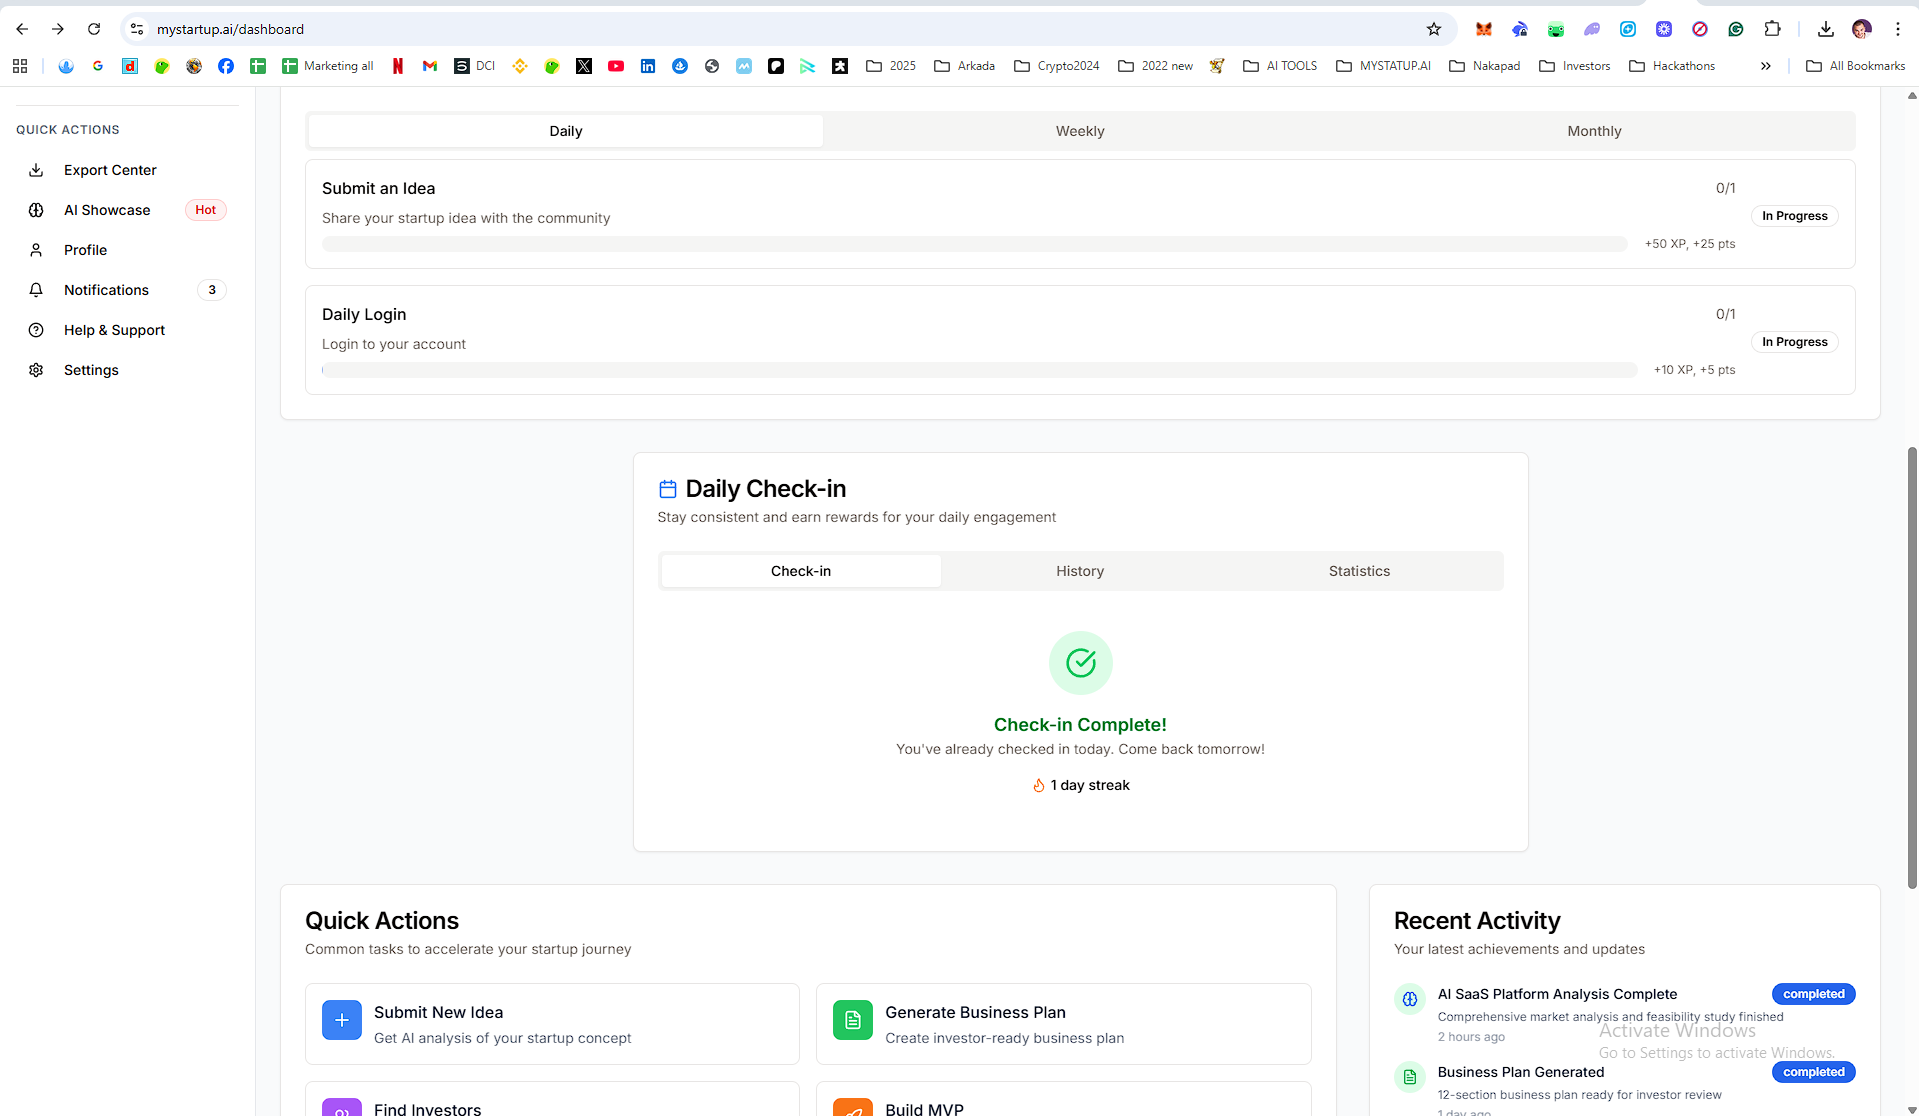 mystartup.ai/dashboard
Marketing all
DCI
2025
Arkada
Crypto2024
2022 new
AI TOOLS
MYSTATUP.AI
Nakapad
Investors
Hackathons
All Bookmarks
QUICK ACTIONS
Export Center
AI Showcase Hot
Profile
Notifications 3
Help & Support
Settings
Daily Weekly Monthly
Submit an Idea 0/1
Share your startup idea with the community
In Progress
+50 XP, +25 pts
Daily Login 0/1
Login to your account
In Progress
+10 XP, +5 pts
Daily Check-in
Stay consistent and earn rewards for your daily engagement
Check-in History Statistics
Check-in Complete!
You've already checked in today. Come back tomorrow!
1 day streak
Quick Actions
Common tasks to accelerate your startup journey
Submit New Idea
Get AI analysis of your startup concept
Generate Business Plan
Create investor-ready business plan
Find Investors
Build MVP
Recent Activity
Your latest achievements and updates
AI SaaS Platform Analysis Complete completed
Comprehensive market analysis and feasibility study finished
2 hours ago
Business Plan Generated completed
12-section business plan ready for investor review
1 day ago
Activate Windows
Go to Settings to activate Windows.